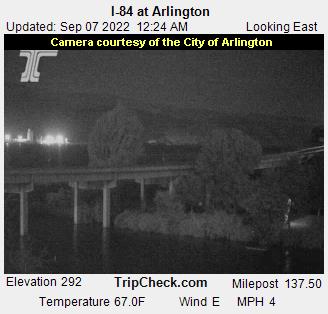 I-84 at Arlington
Updated: Sep 07 2022 12:24 AM Looking East
Camera courtesy of the City of Arlington
Elevation 292 TripCheck.com Milepost 137.50
Temperature 67.0F Wind E MPH 4